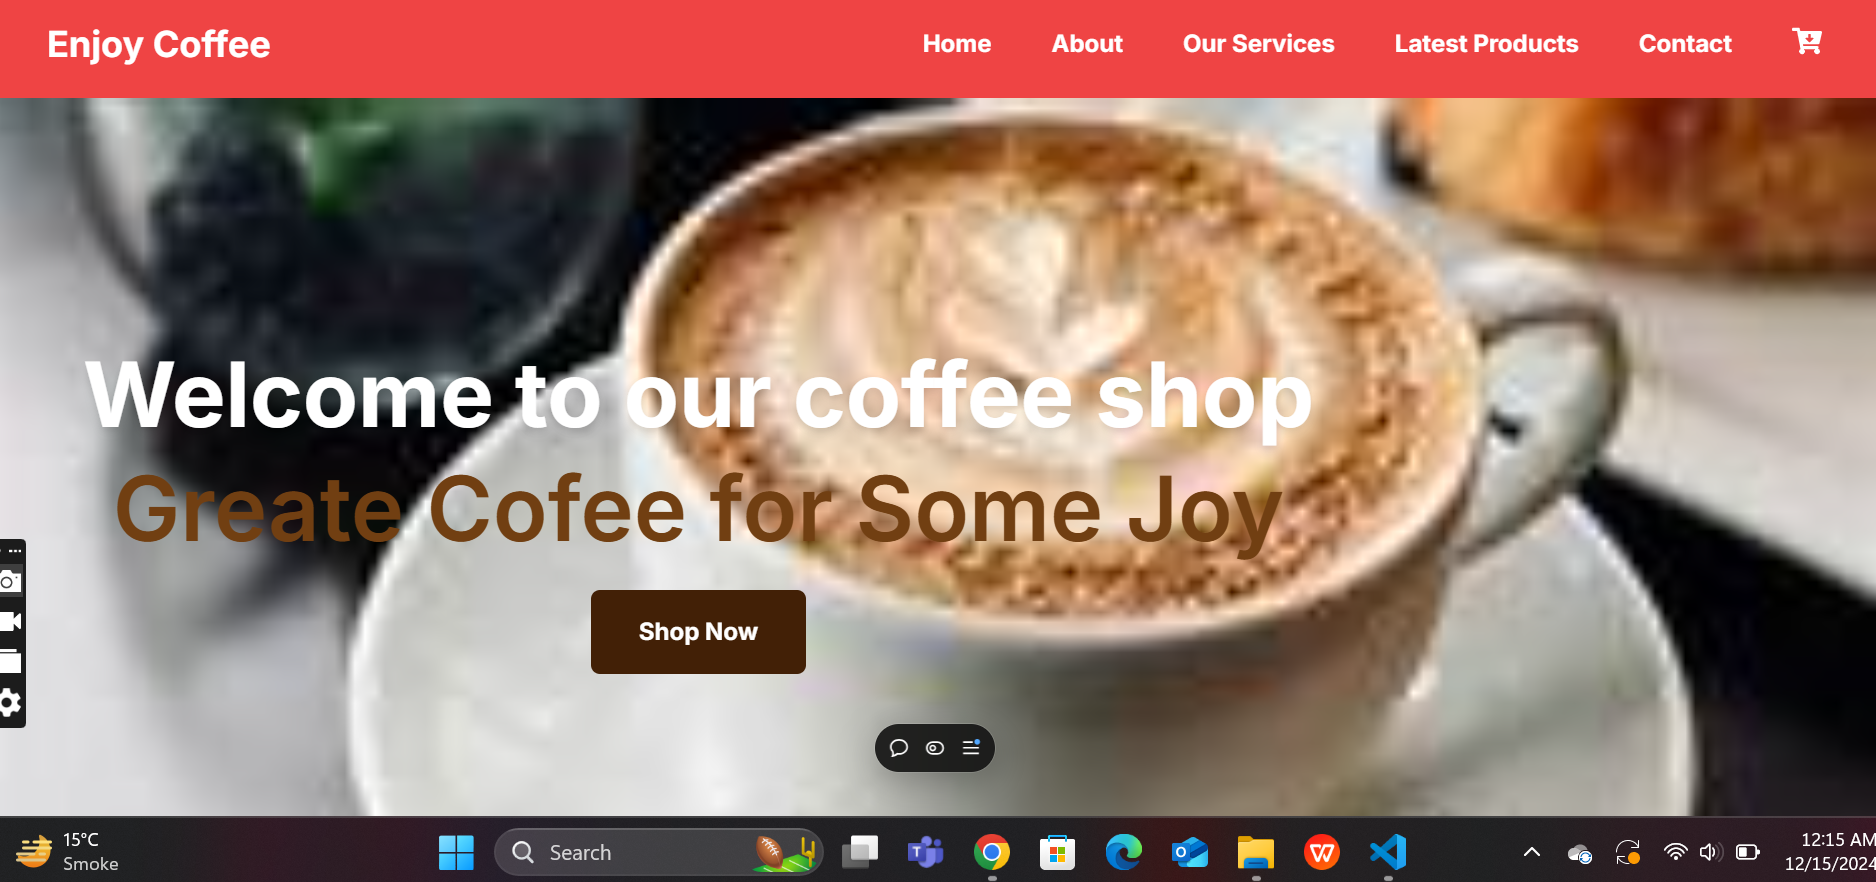 Enjoy Coffee
Home About Our Services Latest Products Contact
Welcome to our coffee shop
Greate Cofee for Some Joy
Shop Now
15°C
Smoke
Search
12:15 AM
12/15/2024